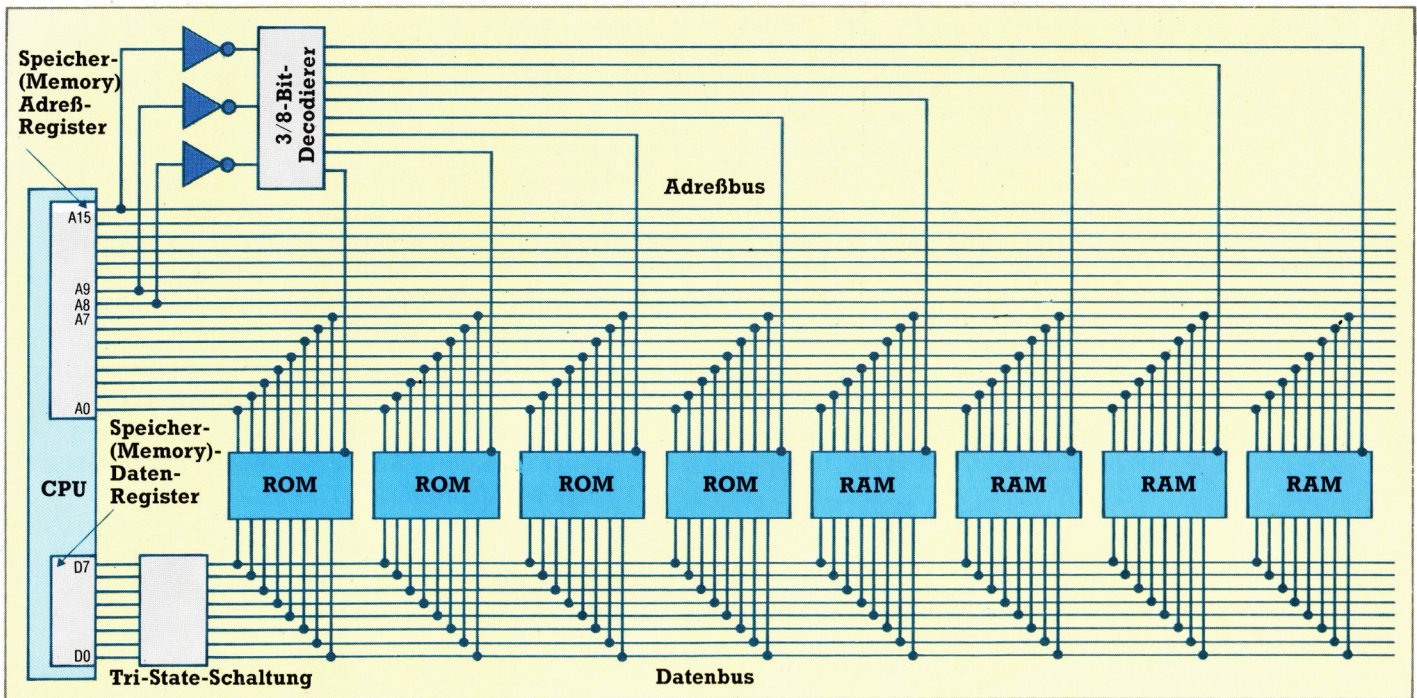 Speicher-
(Memory)
Adreß-
Register
3/8-Bit-
Decodierer
Adreßbus
A15
A9
A8
A7
A0
Speicher-
(Memory)-
Daten-
Register
CPU
ROM
ROM
ROM
ROM
RAM
RAM
RAM
RAM
D7
D0
Tri-State-Schaltung
Datenbus